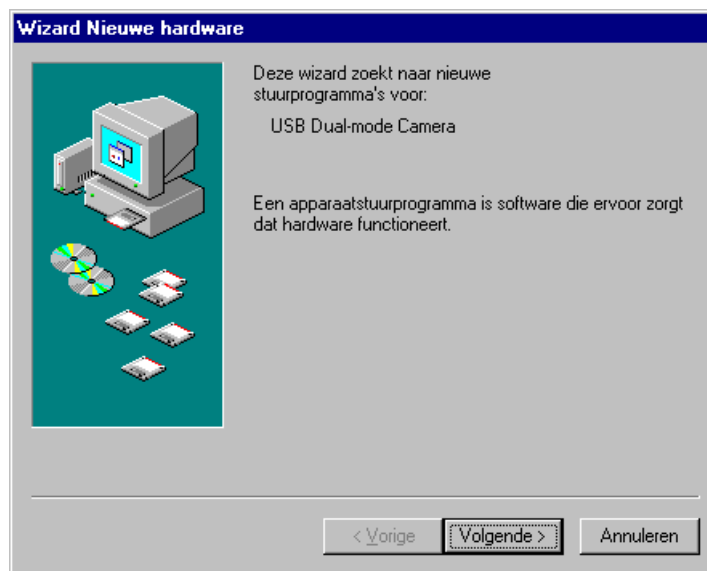 Wizard Nieuwe hardware
Deze wizard zoekt naar nieuwe
stuurprogramma's voor:
USB Dual-mode Camera
Een apparaatstuurprogramma is software die ervoor zorgt
dat hardware functioneert.
< Vorige
Volgende >
Annuleren